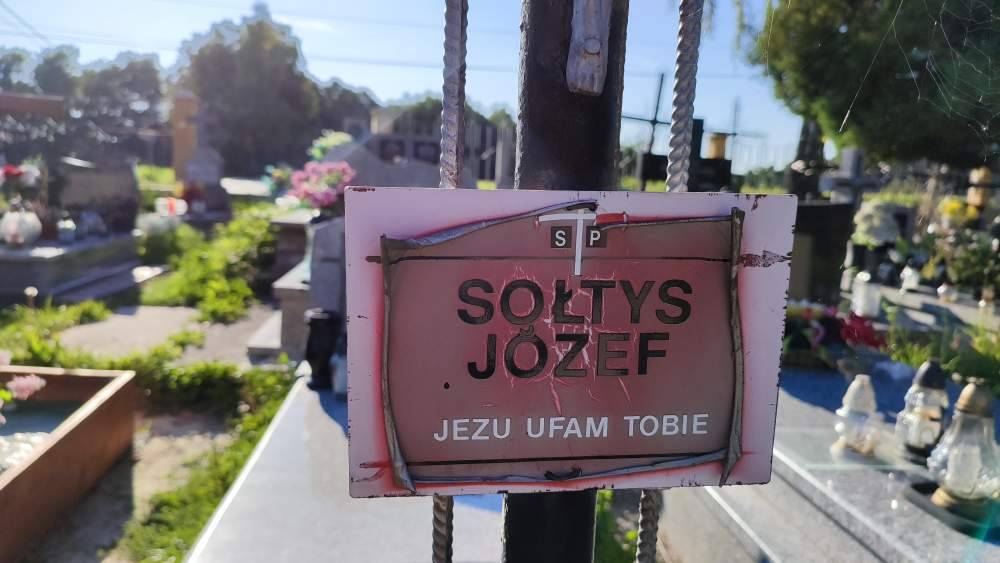 S P
SOŁTYS
JÓZEF
JEZU UFAM TOBIE